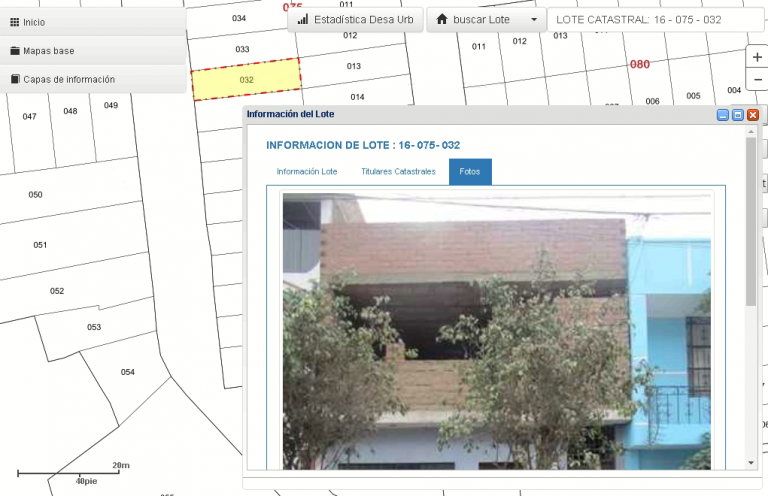 Inicio
Mapas base
Capas de información
Estadística Desa Urb
buscar Lote
LOTE CATASTRAL: 16 - 075 - 032
034
033
032
011
012
013
014
011
012
013
080
004
005
006
007
047
048
049
050
051
052
053
054
Información del Lote
INFORMACION DE LOTE : 16- 075- 032
Información Lote
Titulares Catastrales
Fotos
20m
40pie